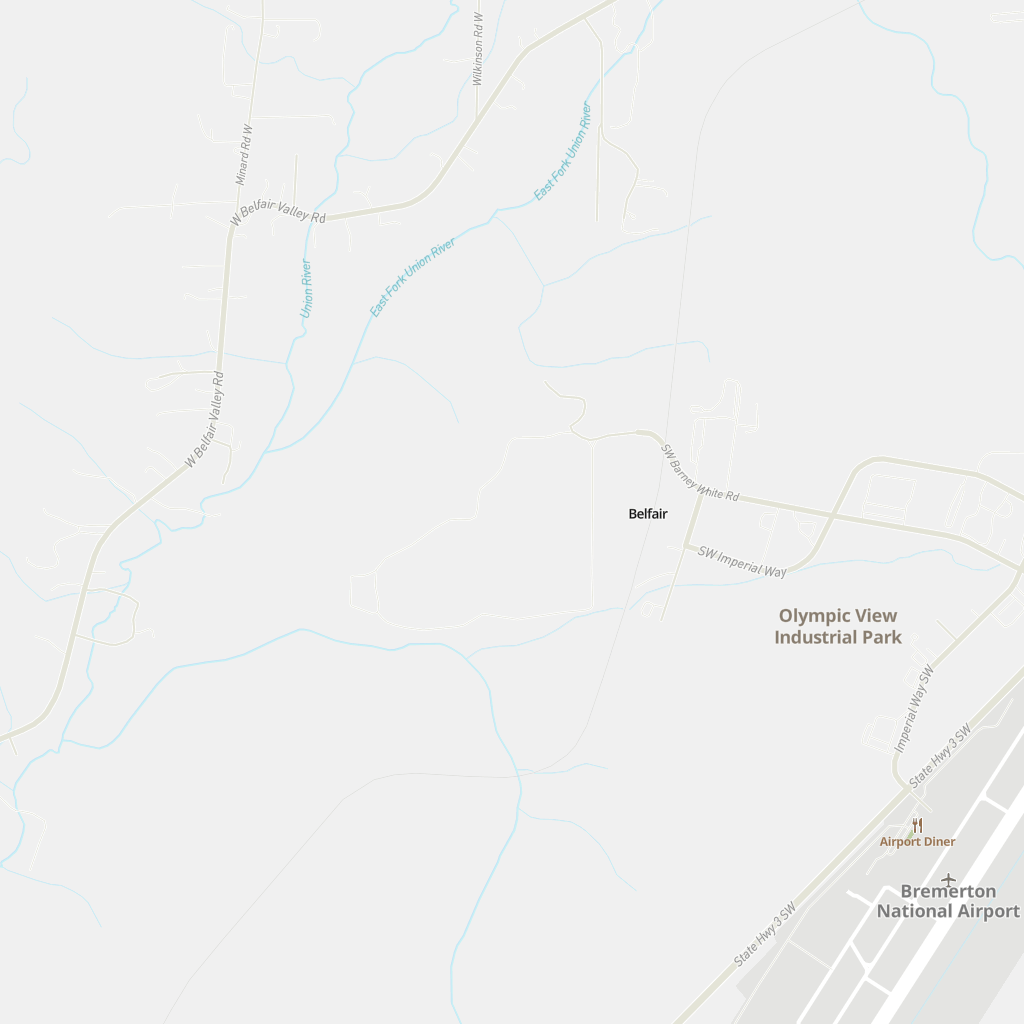 Wilkinson Rd W
Minard Rd W
East Fork Union River
W Belfair Valley Rd
East Fork Union River
Union River
W Belfair Valley Rd
SW Barney White Rd
Belfair
SW Imperial Way
Olympic View
Industrial Park
Imperial Way SW
State Hwy 3 SW
Airport Diner
Bremerton
National Airport
State Hwy 3 SW